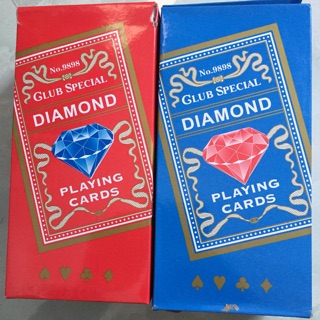 No.9898
GLUB SPECIAL
DIAMOND
PLAYING
CARDS
No.9898
GLUB SPECIAL
DIAMOND
PLAYING
CARDS